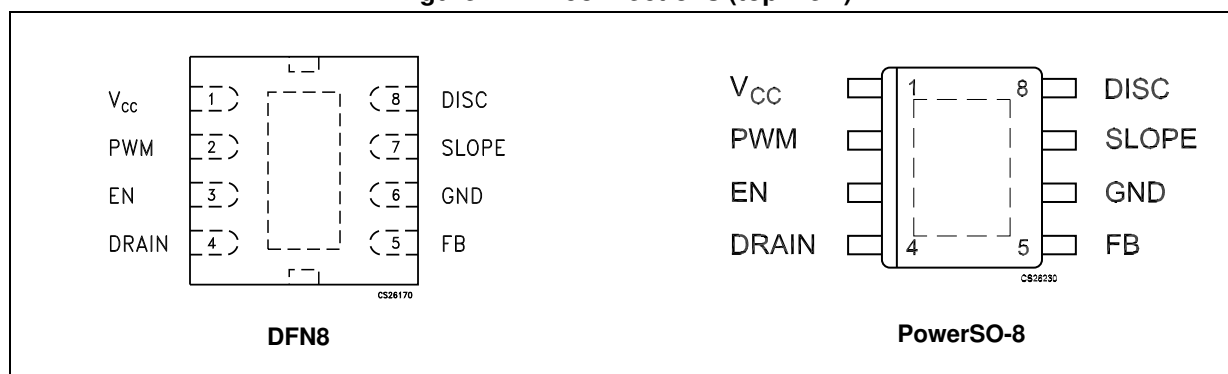 V_CC 1 8 DISC
PWM 2 7 SLOPE
EN 3 6 GND
DRAIN 4 5 FB
CS26170
DFN8
V_CC 1 8 DISC
PWM SLOPE
EN GND
DRAIN 4 5 FB
CS26230
PowerSO-8